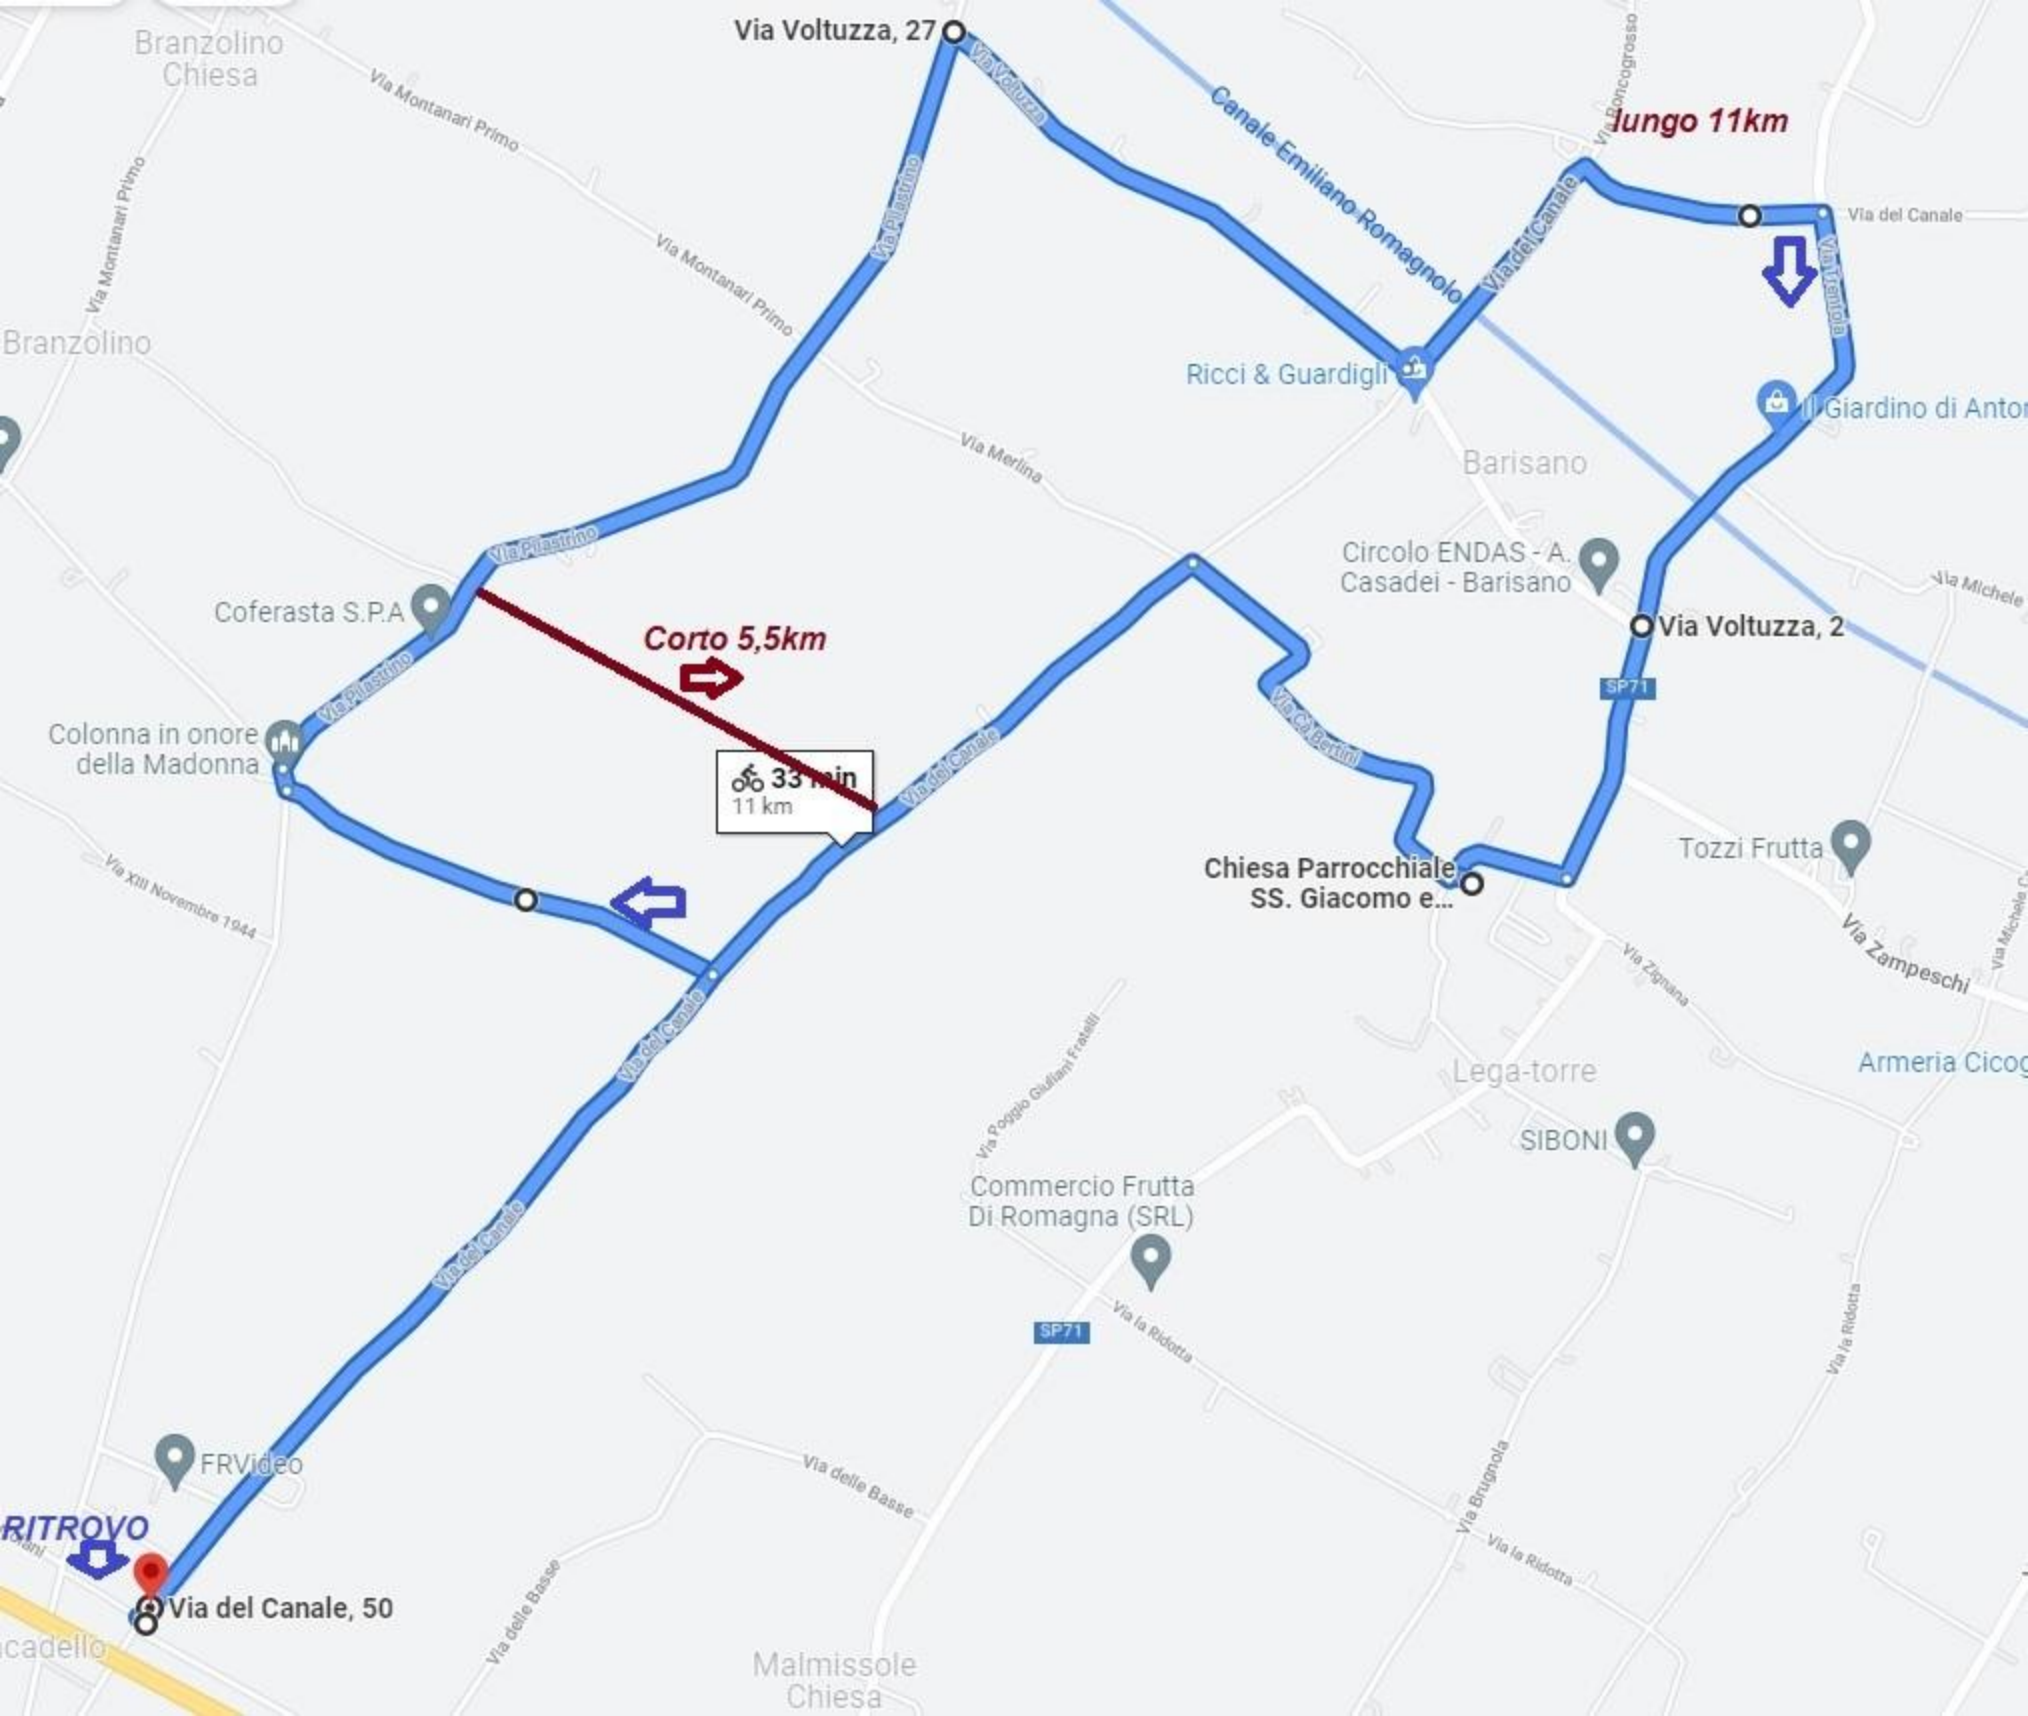 Via Voltuzza, 27
Branzolino
Chiesa
Via Montanari Primo
Via Voltuzza
Canale Emiliano Romagnolo
Via Roncogrosso
lungo 11km
Via Montanari Primo
Via Pilastrino
Via del Canale
Via del Canale
Via Trentola
Via Montanari Primo
Branzolino
Ricci & Guardigli
Il Giardino di Anton
Via Merlina
Barisano
Via Pilastrino
Circolo ENDAS - A.
Casadei - Barisano
Via Michele
Coferasta S.P.A
Corto 5,5km
Via Voltuzza, 2
Via Pilastrino
SP71
Colonna in onore
della Madonna
33 min
11 km
Via del Canale
Via Cà Bertini
Tozzi Frutta
Via XIII Novembre 1944
Chiesa Parrocchiale
SS. Giacomo e...
Via Zampeschi
Via Michele C
Via Zignana
Via del Canale
Via Poggio Giuliani Fratelli
Lega-torre
Armeria Cicog
SIBONI
Commercio Frutta
Di Romagna (SRL)
Via del Canale
SP71
Via la Ridotta
Via la Ridotta
FRVideo
Via delle Basse
Via Brugnola
RITROVO
Via la Ridotta
Via delle Basse
Via del Canale, 50
cadello
Malmissole
Chiesa